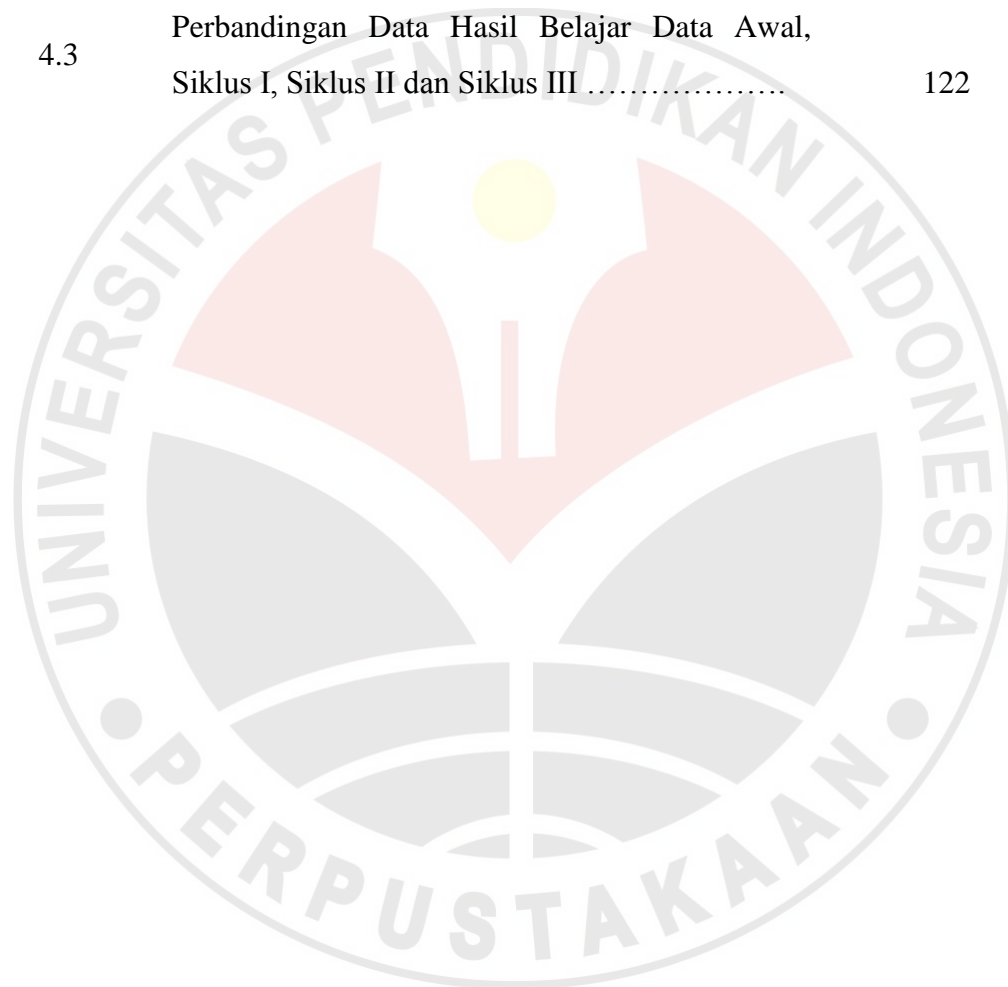 4.3
Perbandingan Data Hasil Belajar Data Awal,
Siklus I, Siklus II dan Siklus III ………………. 122
UNIVERSITAS PENDIDIKAN INDONESIA
PERPUSTAKAAN